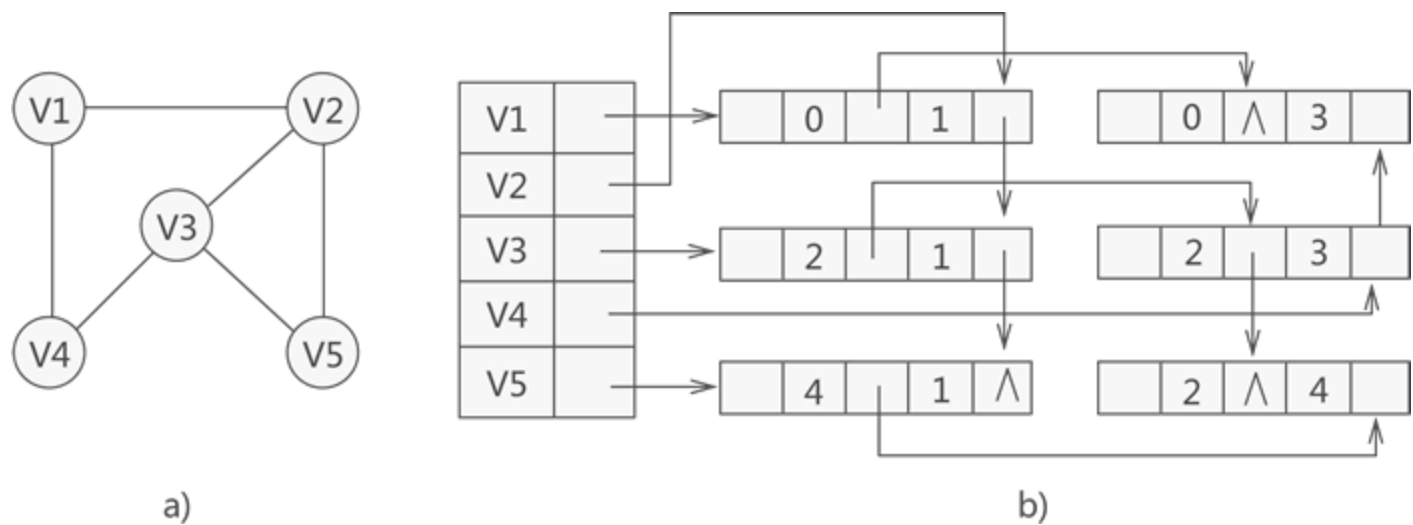 V1 V2
V3
V4 V5
a)
V1 0 1 0 ∧ 3
V2
V3 2 1 2 3
V4
V5 4 1 ∧ 2 ∧ 4
b)